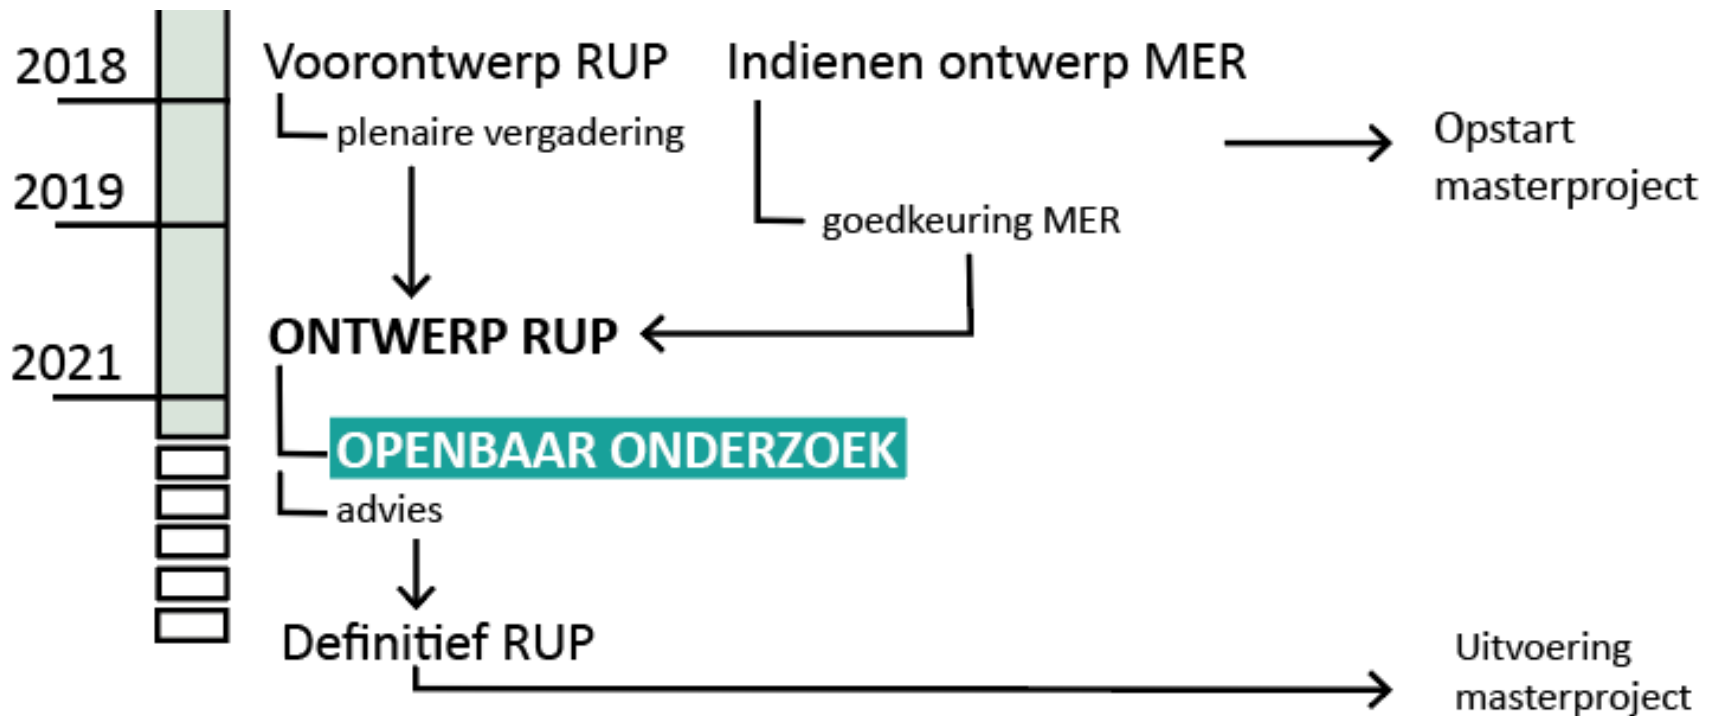 2018
Voorontwerp RUP
Indienen ontwerp MER
plenaire vergadering
Opstart
masterproject
2019
goedkeuring MER
ONTWERP RUP
2021
OPENBAAR ONDERZOEK
advies
Definitief RUP
Uitvoering
masterproject